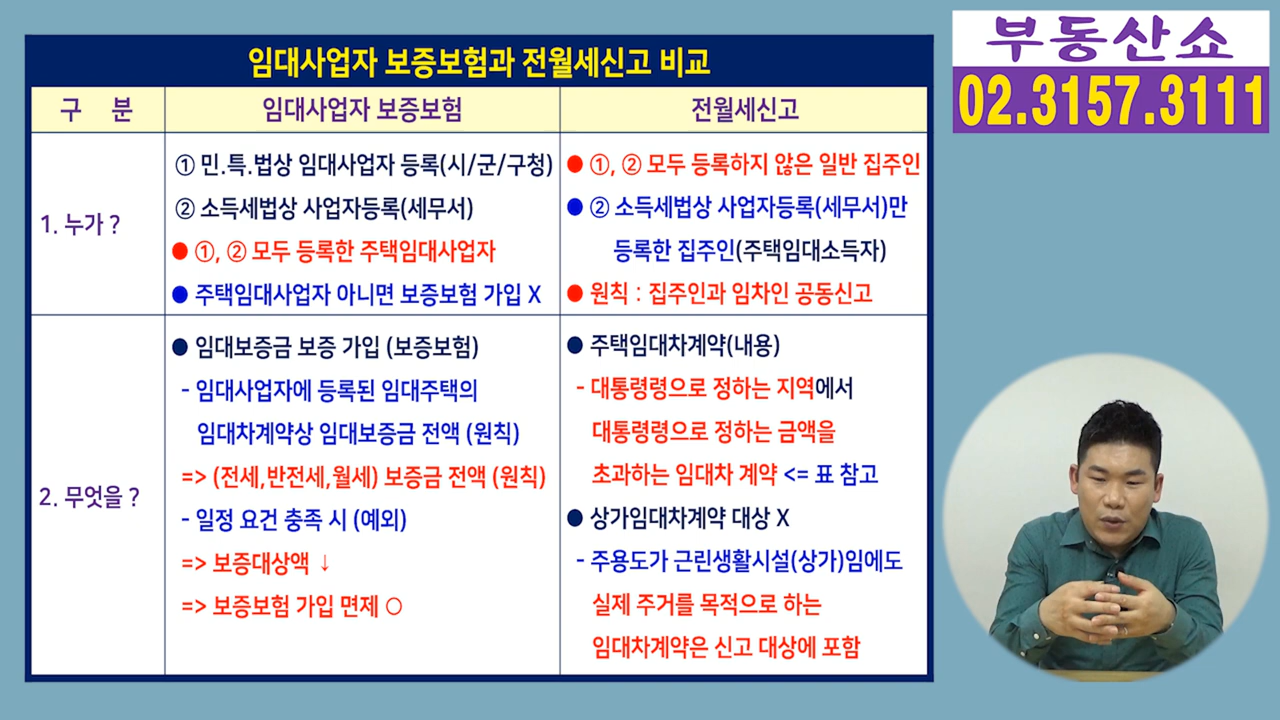 임대사업자 보증보험과 전월세신고 비교
부동산쇼
02.3157.3111
구 분
임대사업자 보증보험
전월세신고
1. 누가 ?
① 민.특.법상 임대사업자 등록(시/군/구청)
② 소득세법상 사업자등록(세무서)
● ①, ② 모두 등록한 주택임대사업자
● 주택임대사업자 아니면 보증보험 가입 X
● ①, ② 모두 등록하지 않은 일반 집주인
● ② 소득세법상 사업자등록(세무서)만
등록한 집주인(주택임대소득자)
● 원칙 : 집주인과 임차인 공동신고
2. 무엇을 ?
● 임대보증금 보증 가입 (보증보험)
- 임대사업자에 등록된 임대주택의
임대차계약상 임대보증금 전액 (원칙)
=> (전세,반전세,월세) 보증금 전액 (원칙)
- 일정 요건 충족 시 (예외)
=> 보증대상액 ↓
=> 보증보험 가입 면제 ○
● 주택임대차계약(내용)
- 대통령령으로 정하는 지역에서
대통령령으로 정하는 금액을
초과하는 임대차 계약 <= 표 참고
● 상가임대차계약 대상 X
- 주용도가 근린생활시설(상가)임에도
실제 주거를 목적으로 하는
임대차계약은 신고 대상에 포함